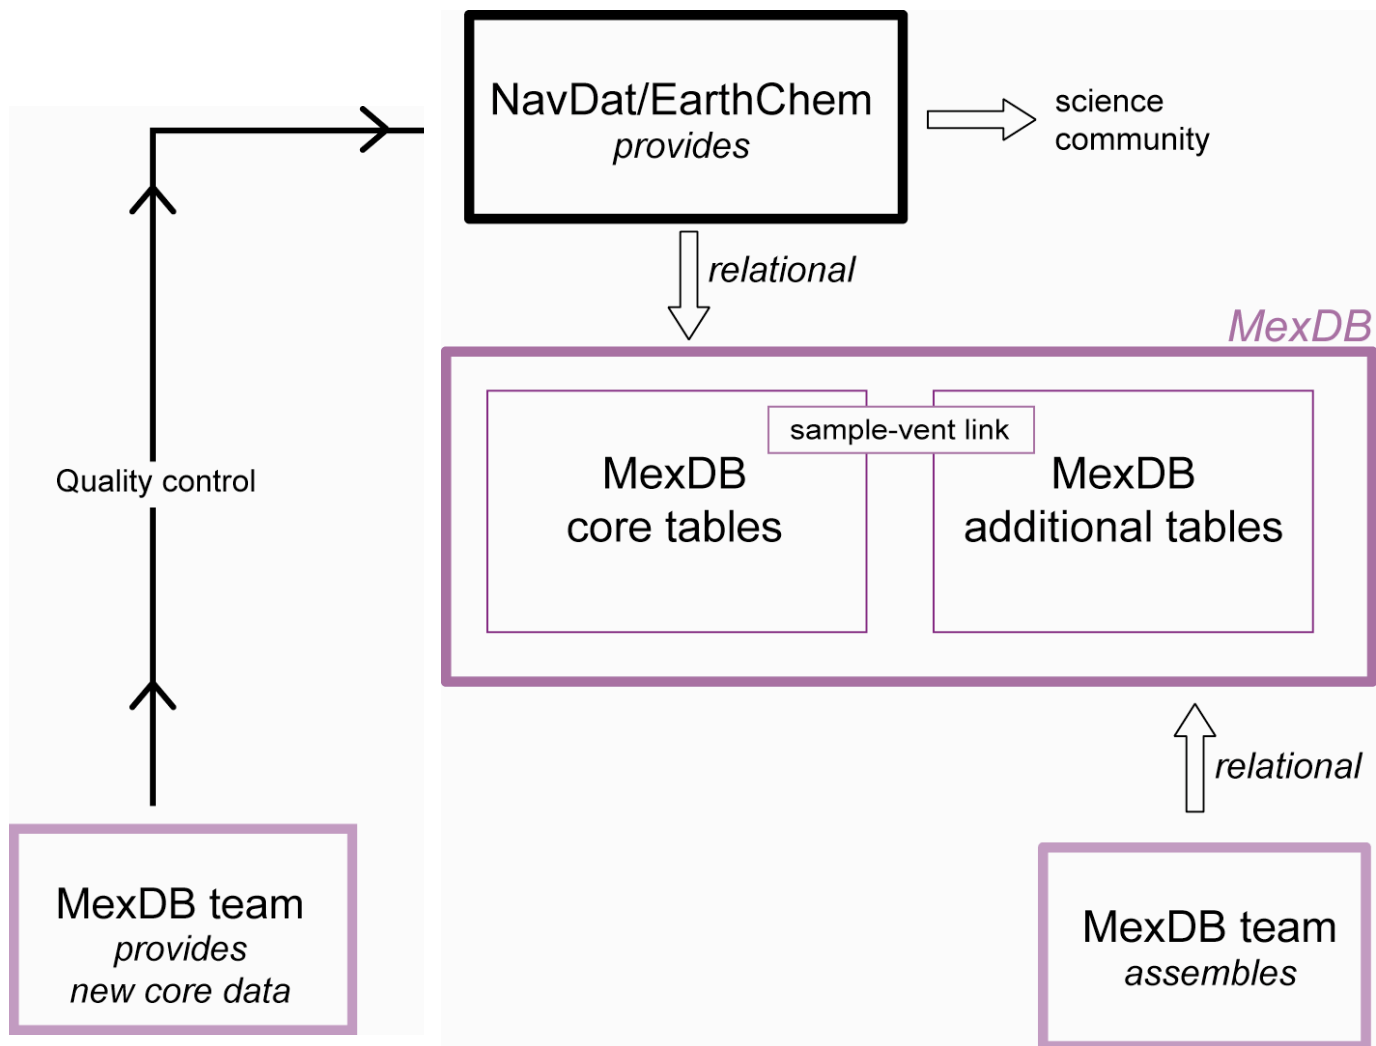 NavDat/EarthChem
provides
science
community
relational
MexDB
sample-vent link
MexDB
core tables
MexDB
additional tables
Quality control
relational
MexDB team
provides
new core data
MexDB team
assembles